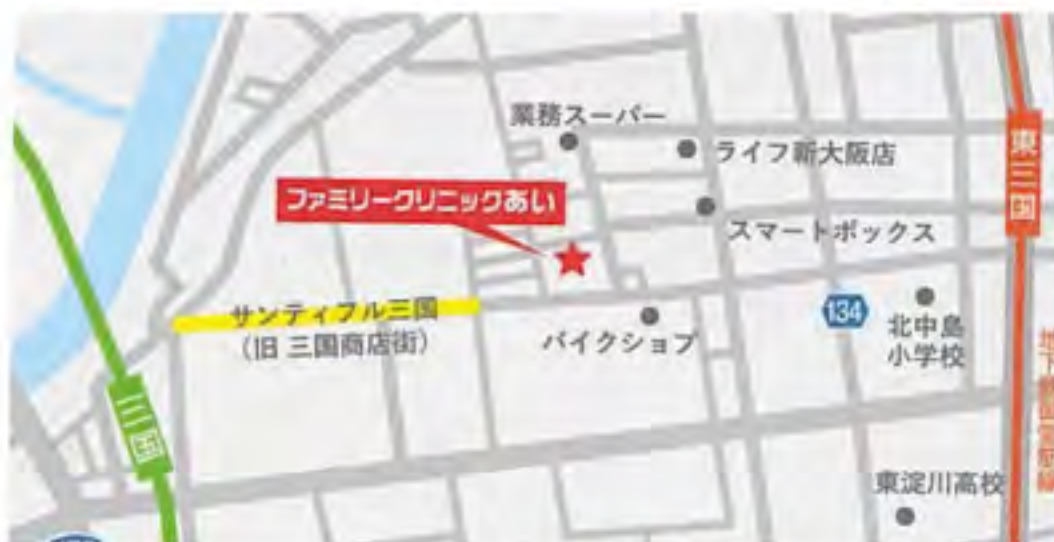 業務スーパー
ライフ新大阪店
東三国
ファミリークリニックあい
スマートボックス
サンティフル三国
(旧 三国商店街)
バイクショプ
134
北中島
小学校
三国
東淀川高校